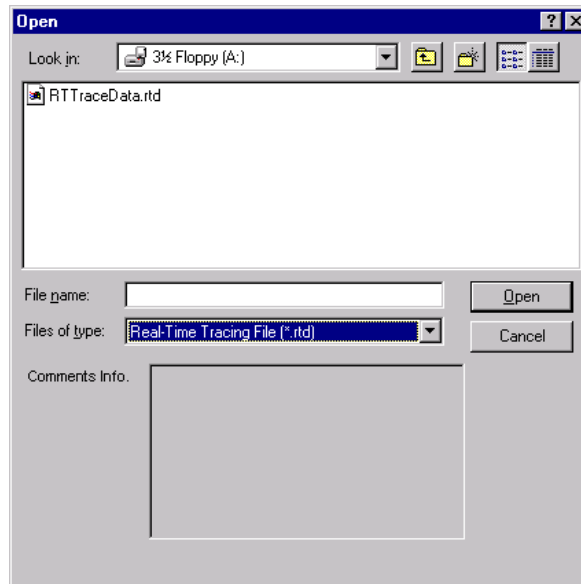 Open
Look in: 3½ Floppy (A:)
RTTraceData.rtd
File name:
Open
Files of type: Real-Time Tracing File (*.rtd)
Cancel
Comments Info.